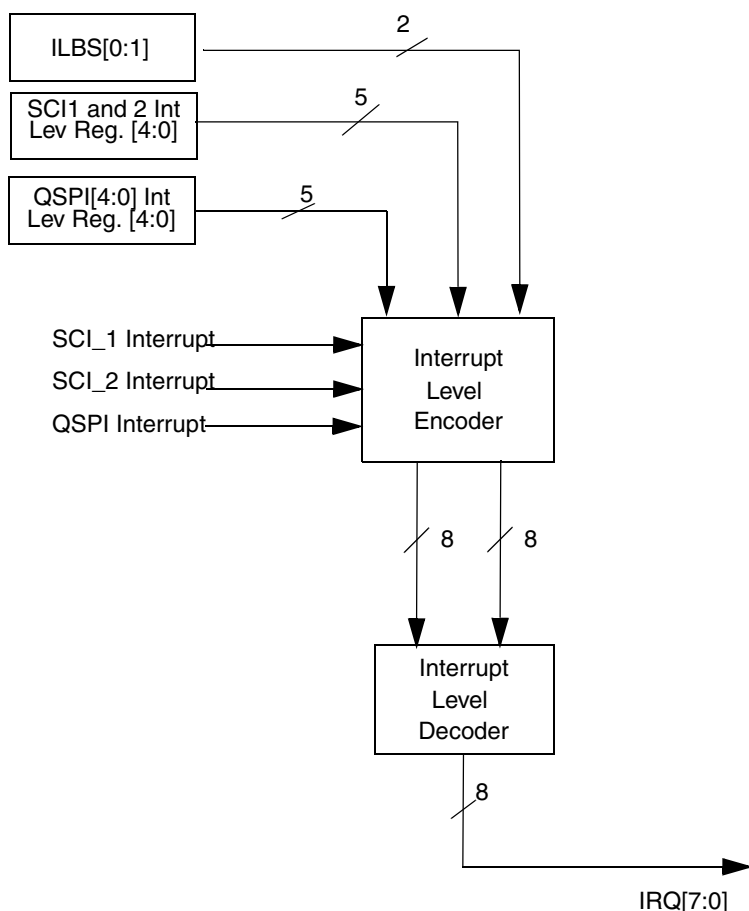 ILBS[0:1]
2
SCI1 and 2 Int
Lev Reg. [4:0]
5
QSPI[4:0] Int
Lev Reg. [4:0]
5
SCI_1 Interrupt
SCI_2 Interrupt
QSPI Interrupt
Interrupt
Level
Encoder
8
8
Interrupt
Level
Decoder
8
IRQ[7:0]